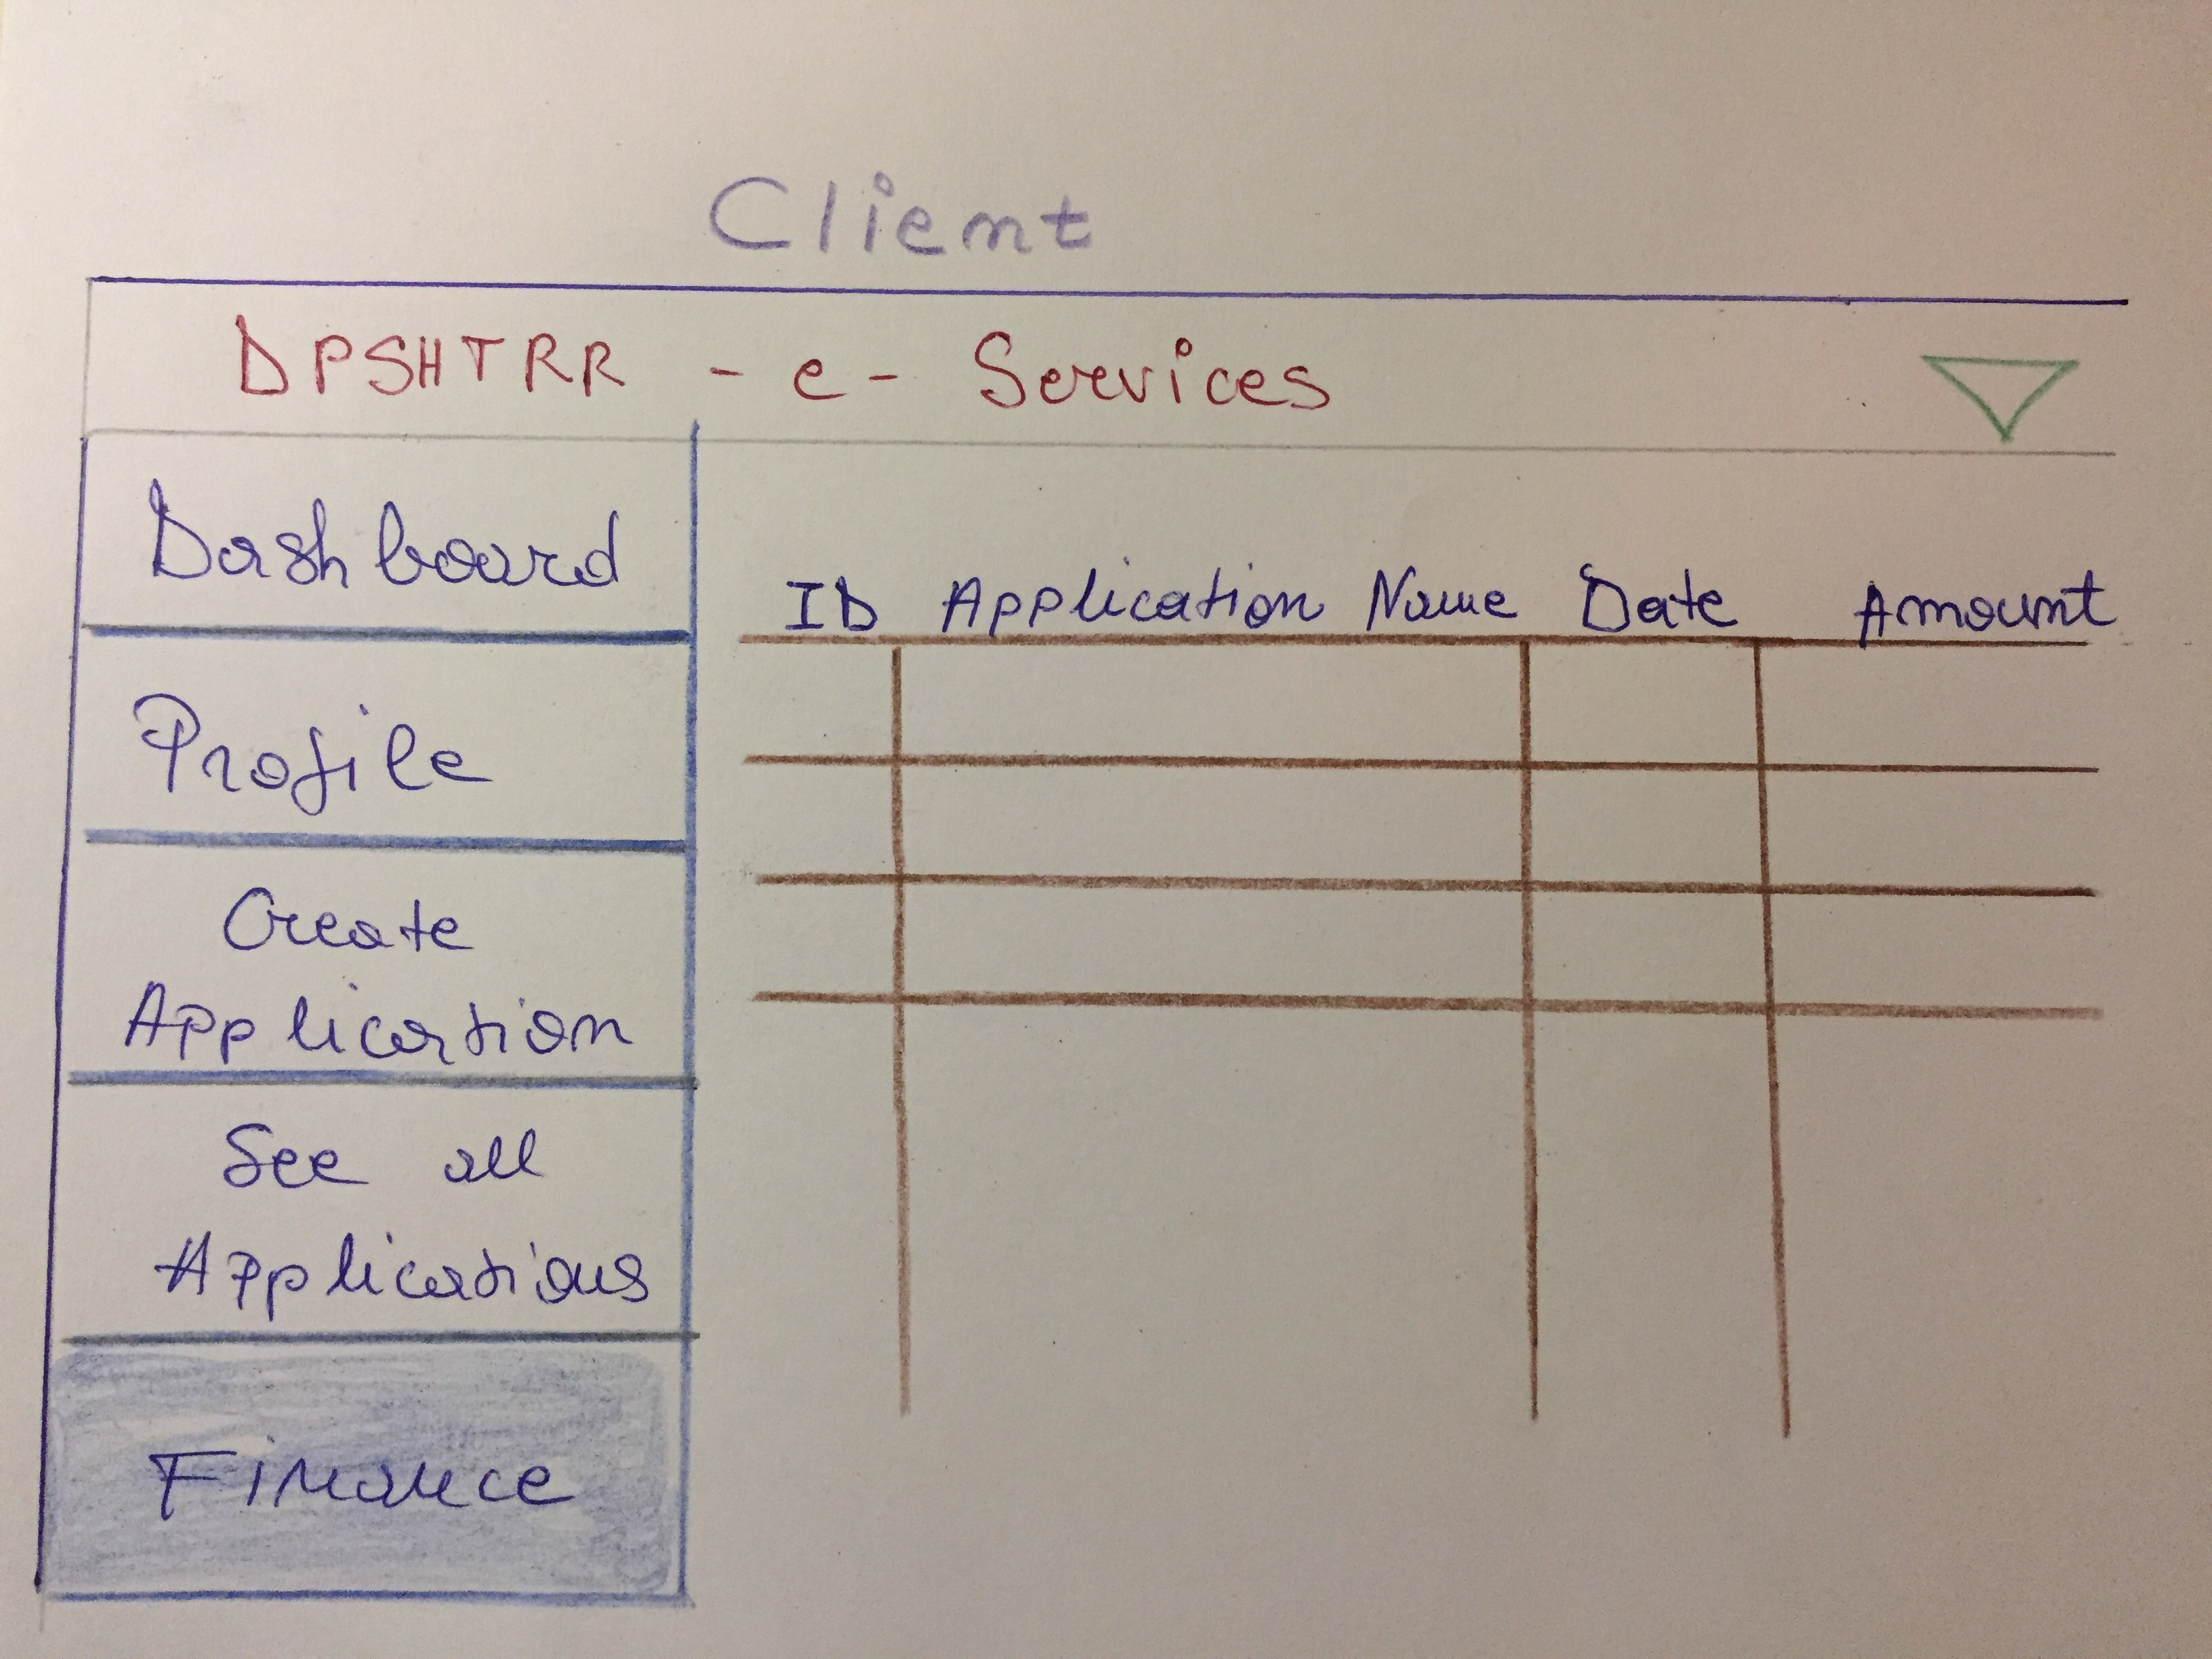 Client
DPSHTRR - e - Services
Dashboard
Profile
Create
Application
See all
Applications
Finance
ID Application Name Date Amount